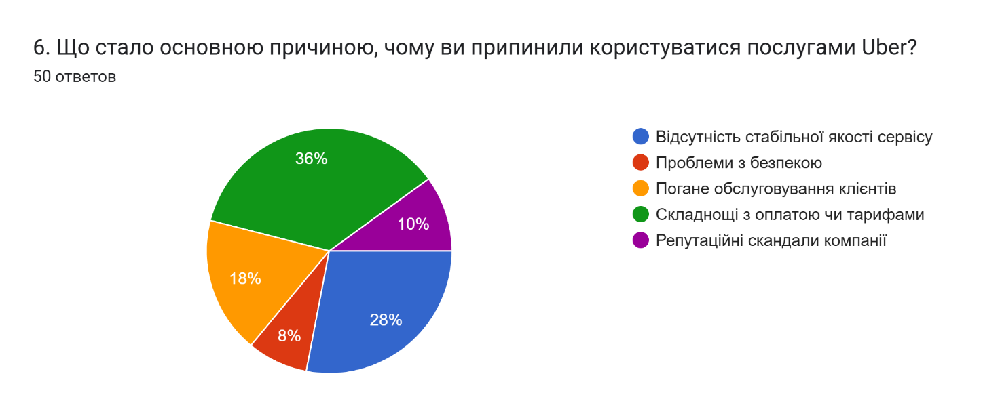 6. Що стало основною причиною, чому ви припинили користуватися послугами Uber?
50 ответов
36%
10%
18%
28%
8%
Відсутність стабільної якості сервісу
Проблеми з безпекою
Погане обслуговування клієнтів
Складнощі з оплатою чи тарифами
Репутаційні скандали компанії